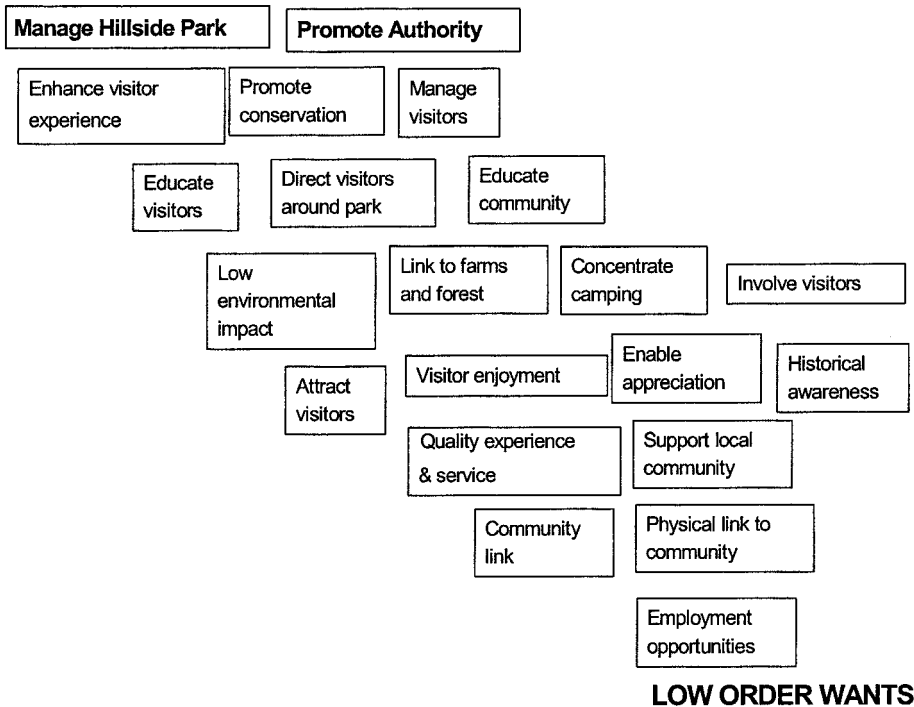 Manage Hillside Park
Promote Authority
Enhance visitor
experience
Promote
conservation
Manage
visitors
Educate
visitors
Direct visitors
around park
Educate
community
Low
environmental
impact
Link to farms
and forest
Concentrate
camping
Involve visitors
Attract
visitors
Visitor enjoyment
Enable
appreciation
Historical
awareness
Quality experience
& service
Support local
community
Community
link
Physical link to
community
Employment
opportunities
LOW ORDER WANTS